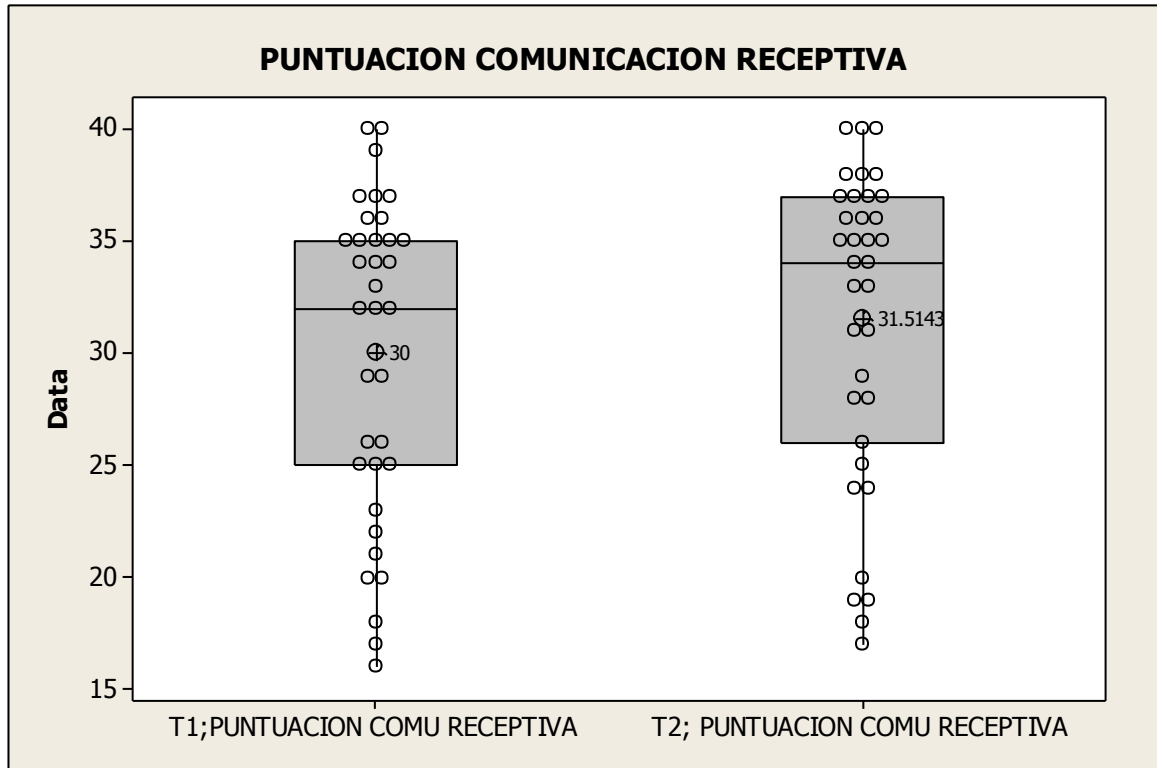 PUNTUACION COMUNICACION RECEPTIVA
40
35
30
25
20
15
Data
30
31.5143
T1;PUNTUACION COMU RECEPTIVA
T2; PUNTUACION COMU RECEPTIVA